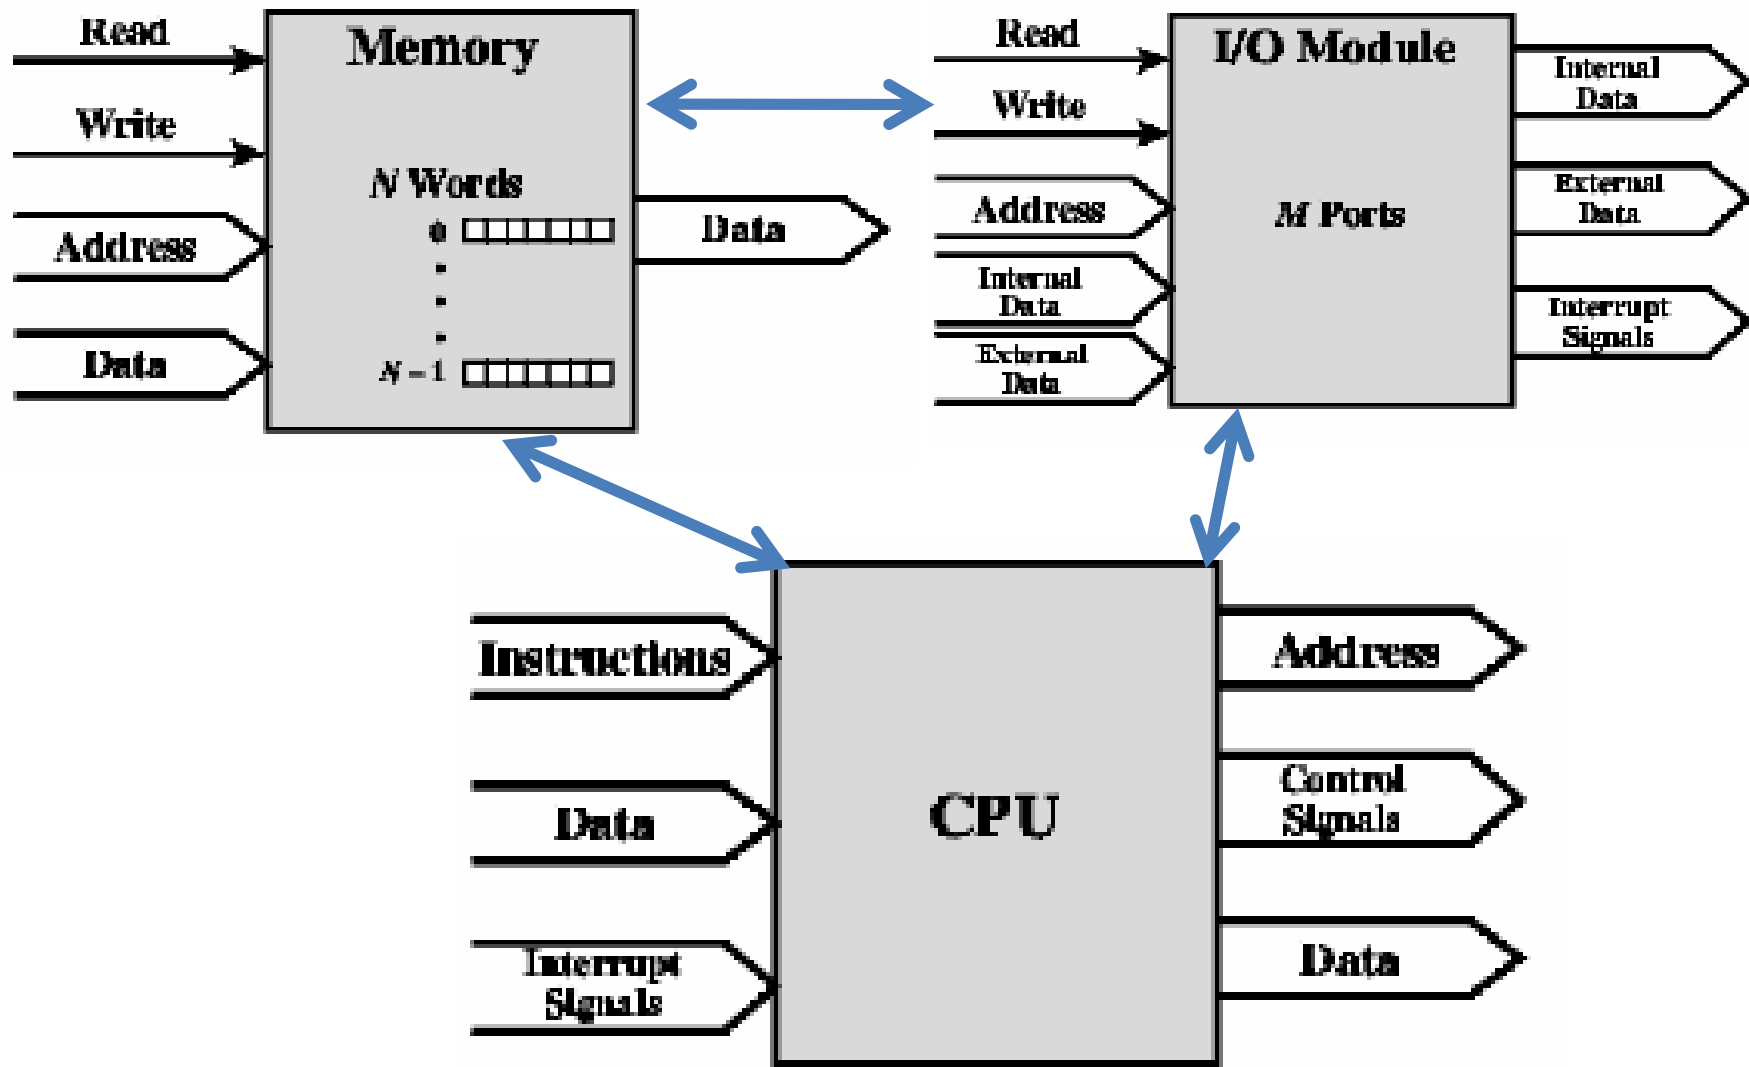 Read
Memory
Write
N Words
0
Address
Data
Data
N – 1
Read
I/O Module
Internal
Data
Write
External
Data
Address
M Ports
Internal
Data
Interrupt
Signals
External
Data
Instructions
Address
CPU
Control
Signals
Data
Interrupt
Signals
Data